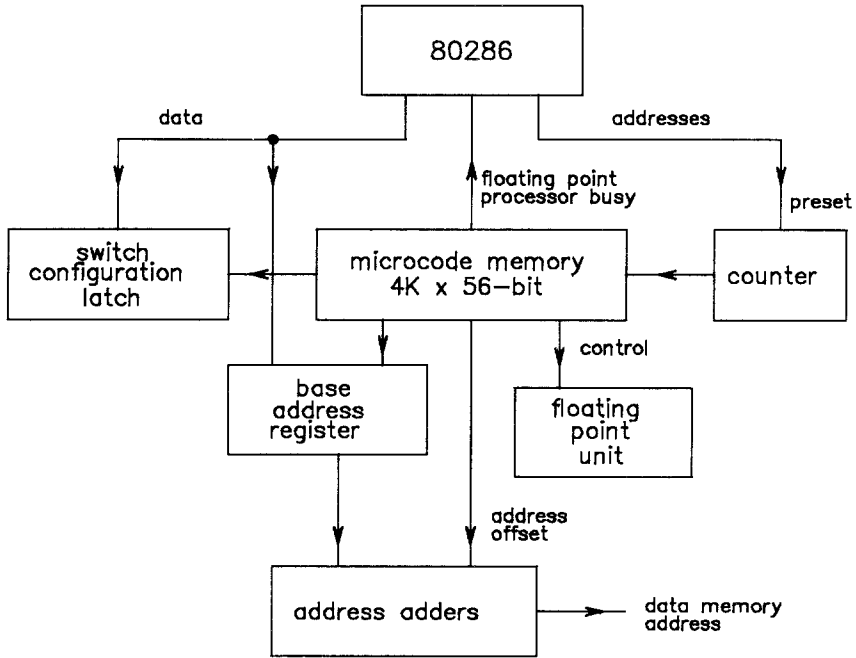 80286
data
addresses
floating point
processor busy
preset
switch
configuration
latch
microcode memory
4K x 56-bit
counter
control
base
address
register
floating
point
unit
address
offset
address adders
data memory
address